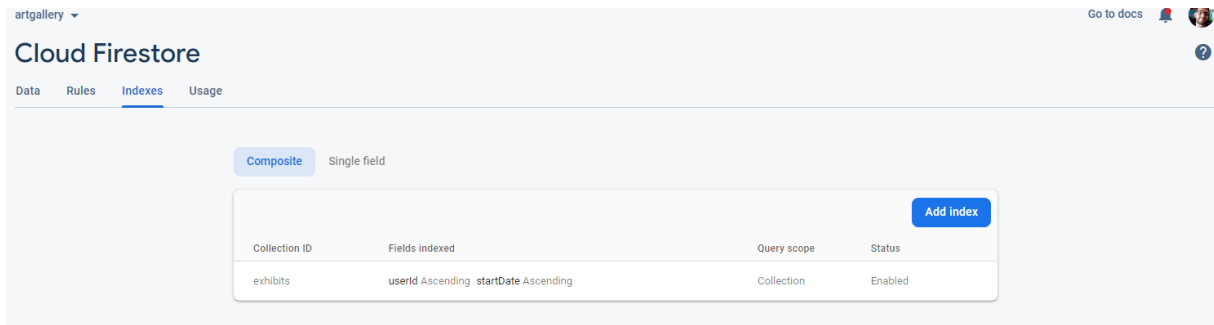 artgallery
Go to docs
Cloud Firestore
Data Rules Indexes Usage
Composite Single field
Add index
Collection ID Fields indexed Query scope Status
exhibits userId Ascending startDate Ascending Collection Enabled